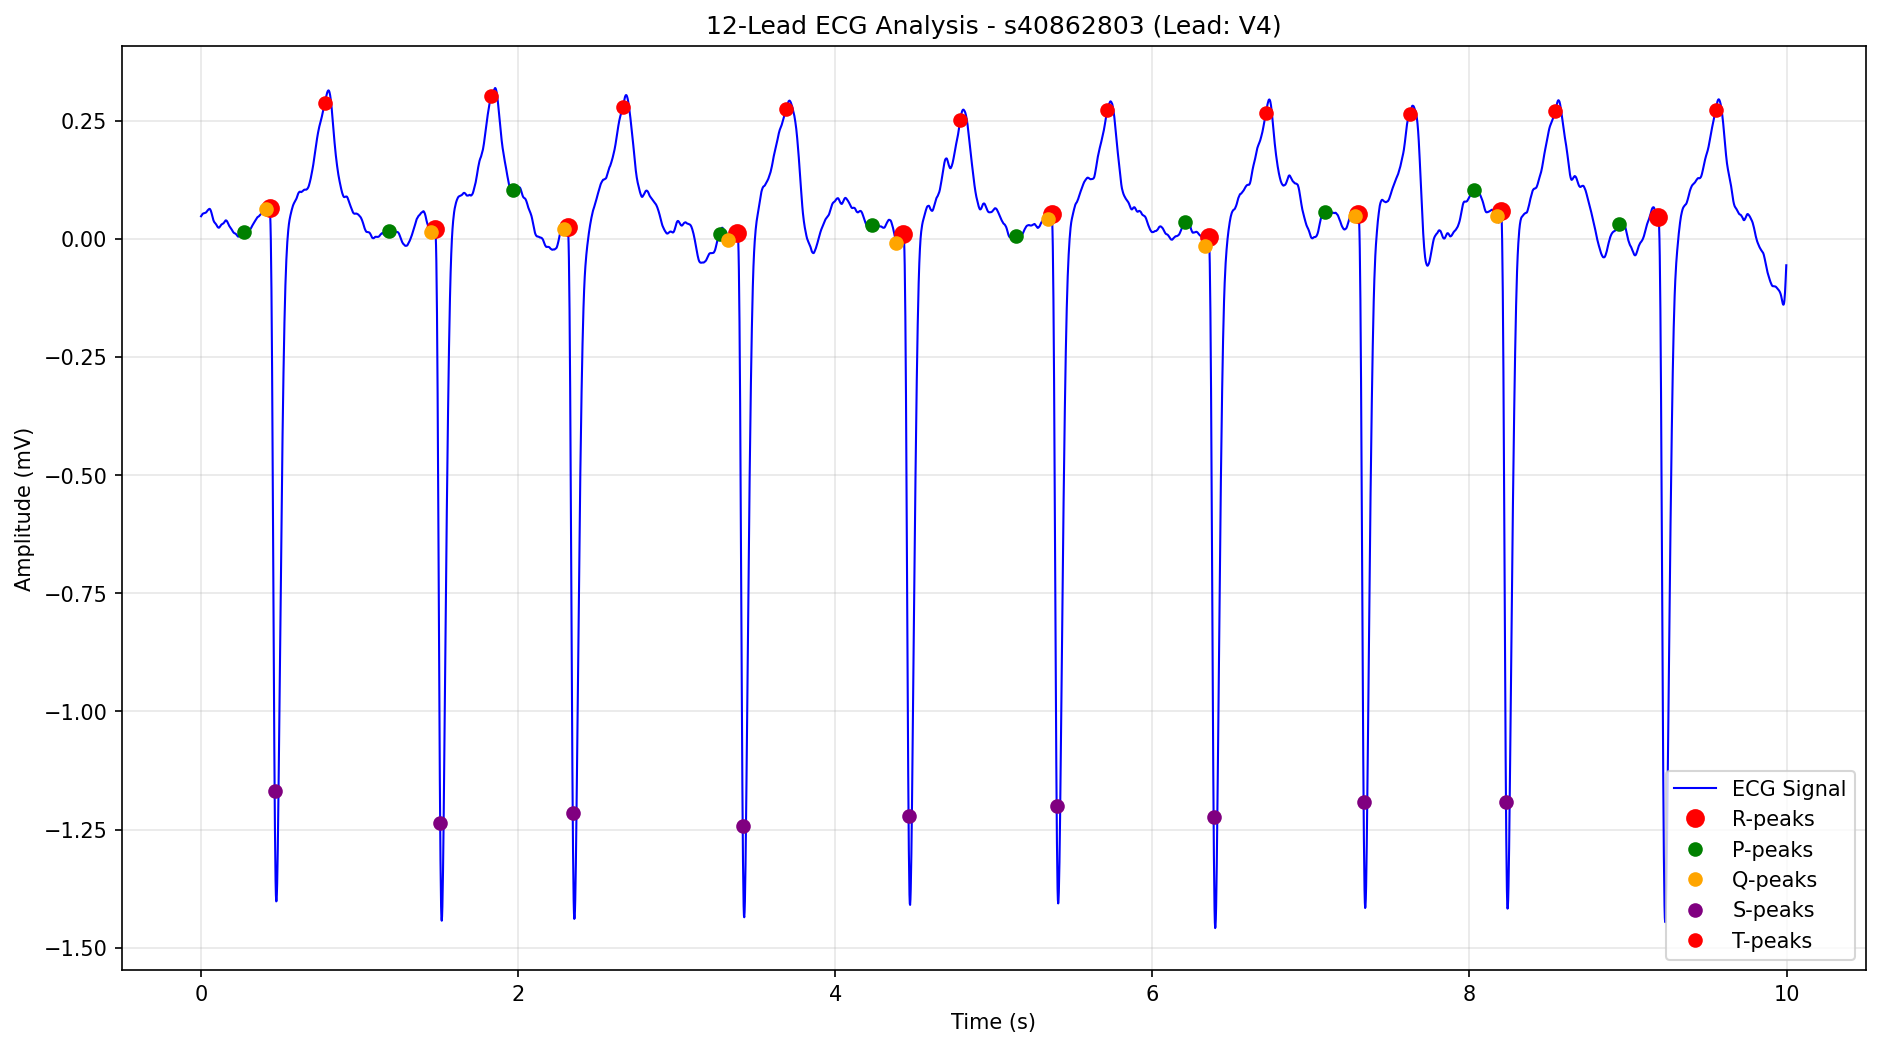 12-Lead ECG Analysis - s40862803 (Lead: V4)
Amplitude (mV)
0.25
0.00
−0.25
−0.50
−0.75
−1.00
−1.25
−1.50
ECG Signal
R-peaks
P-peaks
Q-peaks
S-peaks
T-peaks
0 2 4 6 8 10
Time (s)